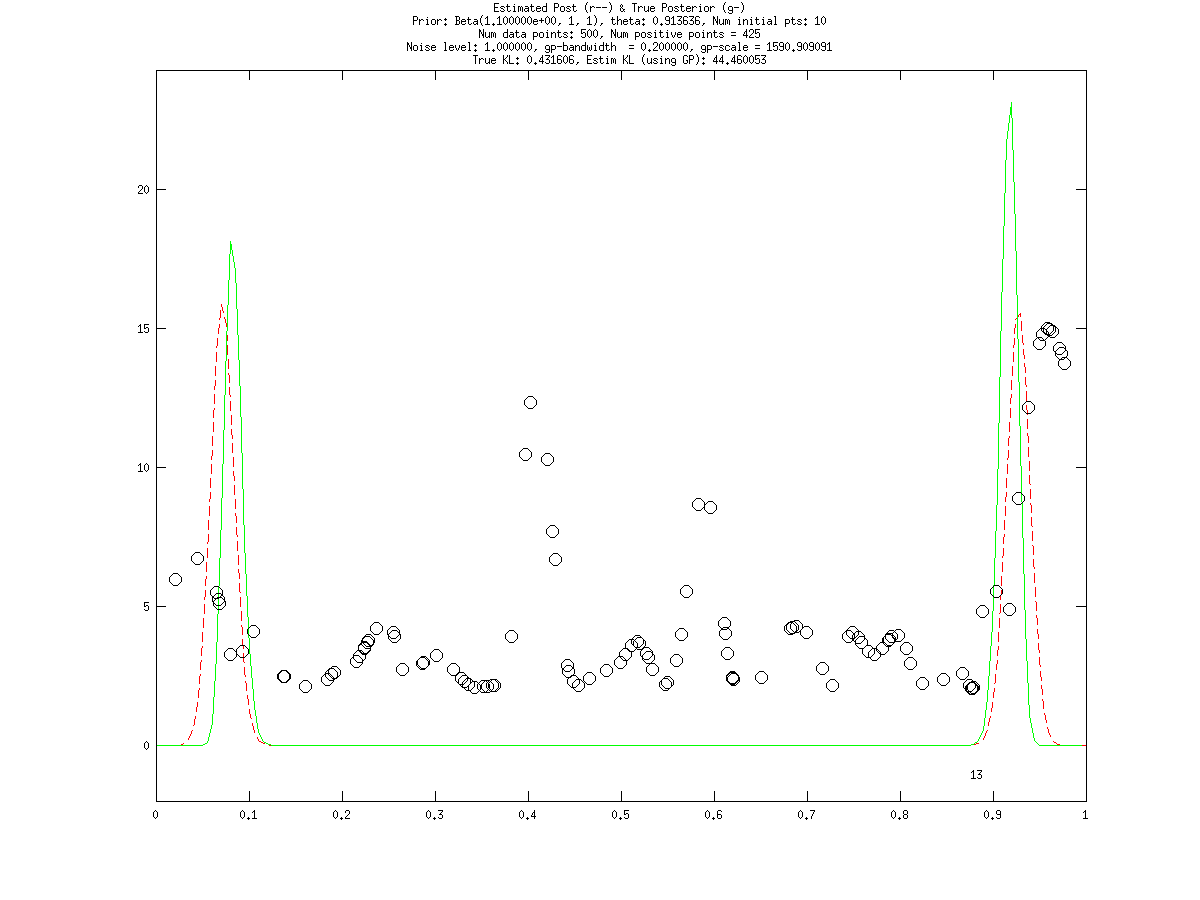 Estimated Post (r--) & True Posterior (g-)
Prior: Beta(1.100000e+00, 1, 1), theta: 0.913636, Num initial pts: 10
Num data points: 500, Num positive points = 425
Noise level: 1.000000, gp-bandwidth  = 0.200000, gp-scale = 1590.909091
True KL: 0.431606, Estim KL (using GP): 44.460053
20
15
10
5
0
13
0 0.1 0.2 0.3 0.4 0.5 0.6 0.7 0.8 0.9 1